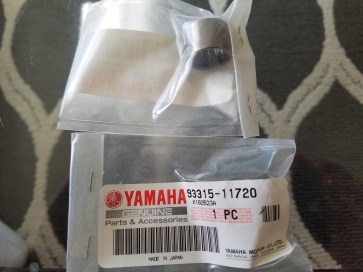 YAMAHA 93315-11720
GENUINE
Parts & Accessories
1 PC
MADE IN JAPAN
YAMAHA MOTOR CO., LTD.